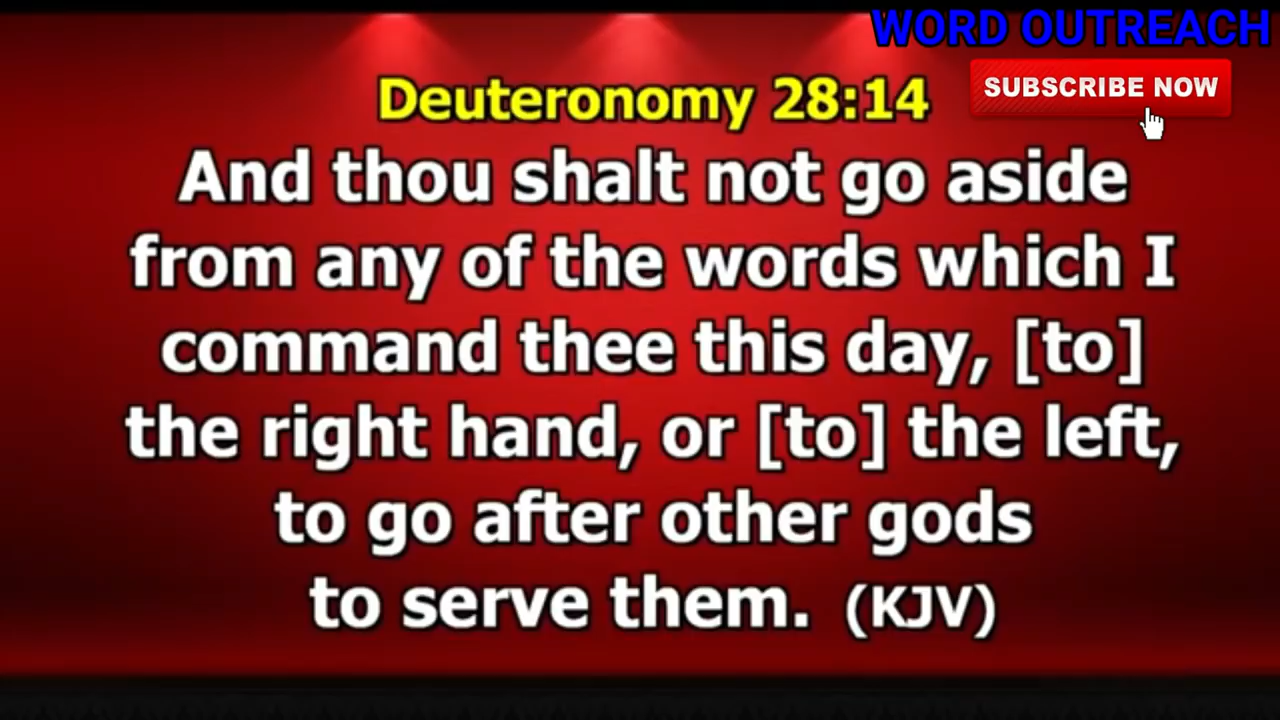 WORD OUTREACH
SUBSCRIBE NOW
Deuteronomy 28:14
And thou shalt not go aside
from any of the words which I
command thee this day, [to]
the right hand, or [to] the left,
to go after other gods
to serve them. (KJV)